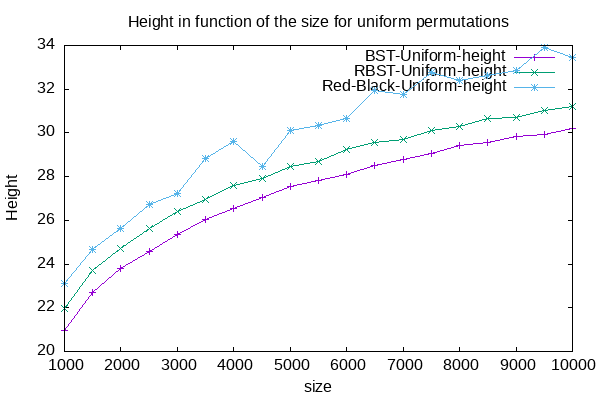 Height in function of the size for uniform permutations
34
32
30
28
26
24
22
20
Height
BST-Uniform-height
RBST-Uniform-height
Red-Black-Uniform-height
1000 2000 3000 4000 5000 6000 7000 8000 9000 10000
size